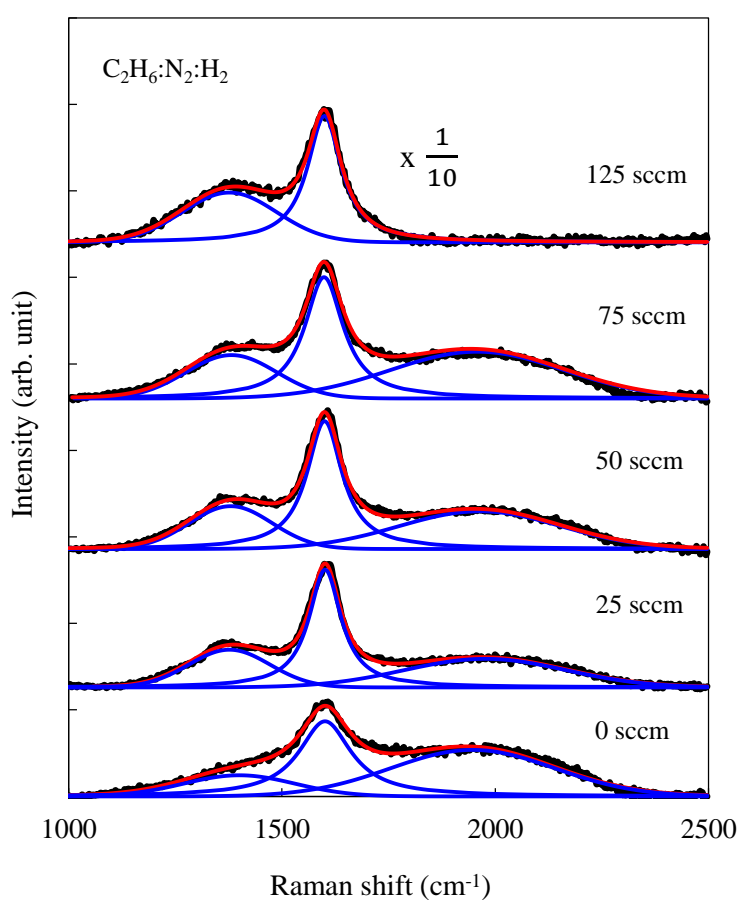 C₂H₆:N₂:H₂
x 1/10
125 sccm
75 sccm
50 sccm
25 sccm
0 sccm
Intensity (arb. unit)
1000 1500 2000 2500
Raman shift (cm⁻¹)